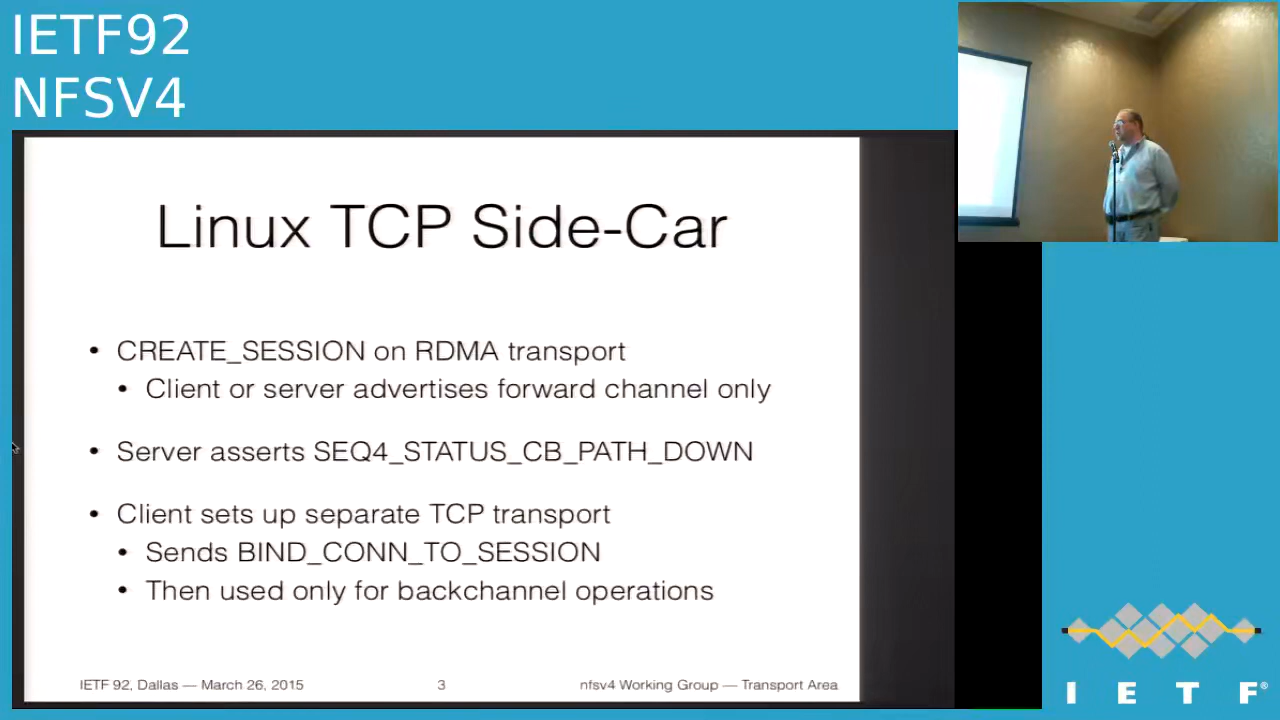 IETF92
NFSV4
Linux TCP Side-Car
• CREATE_SESSION on RDMA transport
• Client or server advertises forward channel only
• Server asserts SEQ4_STATUS_CB_PATH_DOWN
• Client sets up separate TCP transport
• Sends BIND_CONN_TO_SESSION
• Then used only for backchannel operations
IETF 92, Dallas — March 26, 2015 3 nfsv4 Working Group — Transport Area
I E T F®